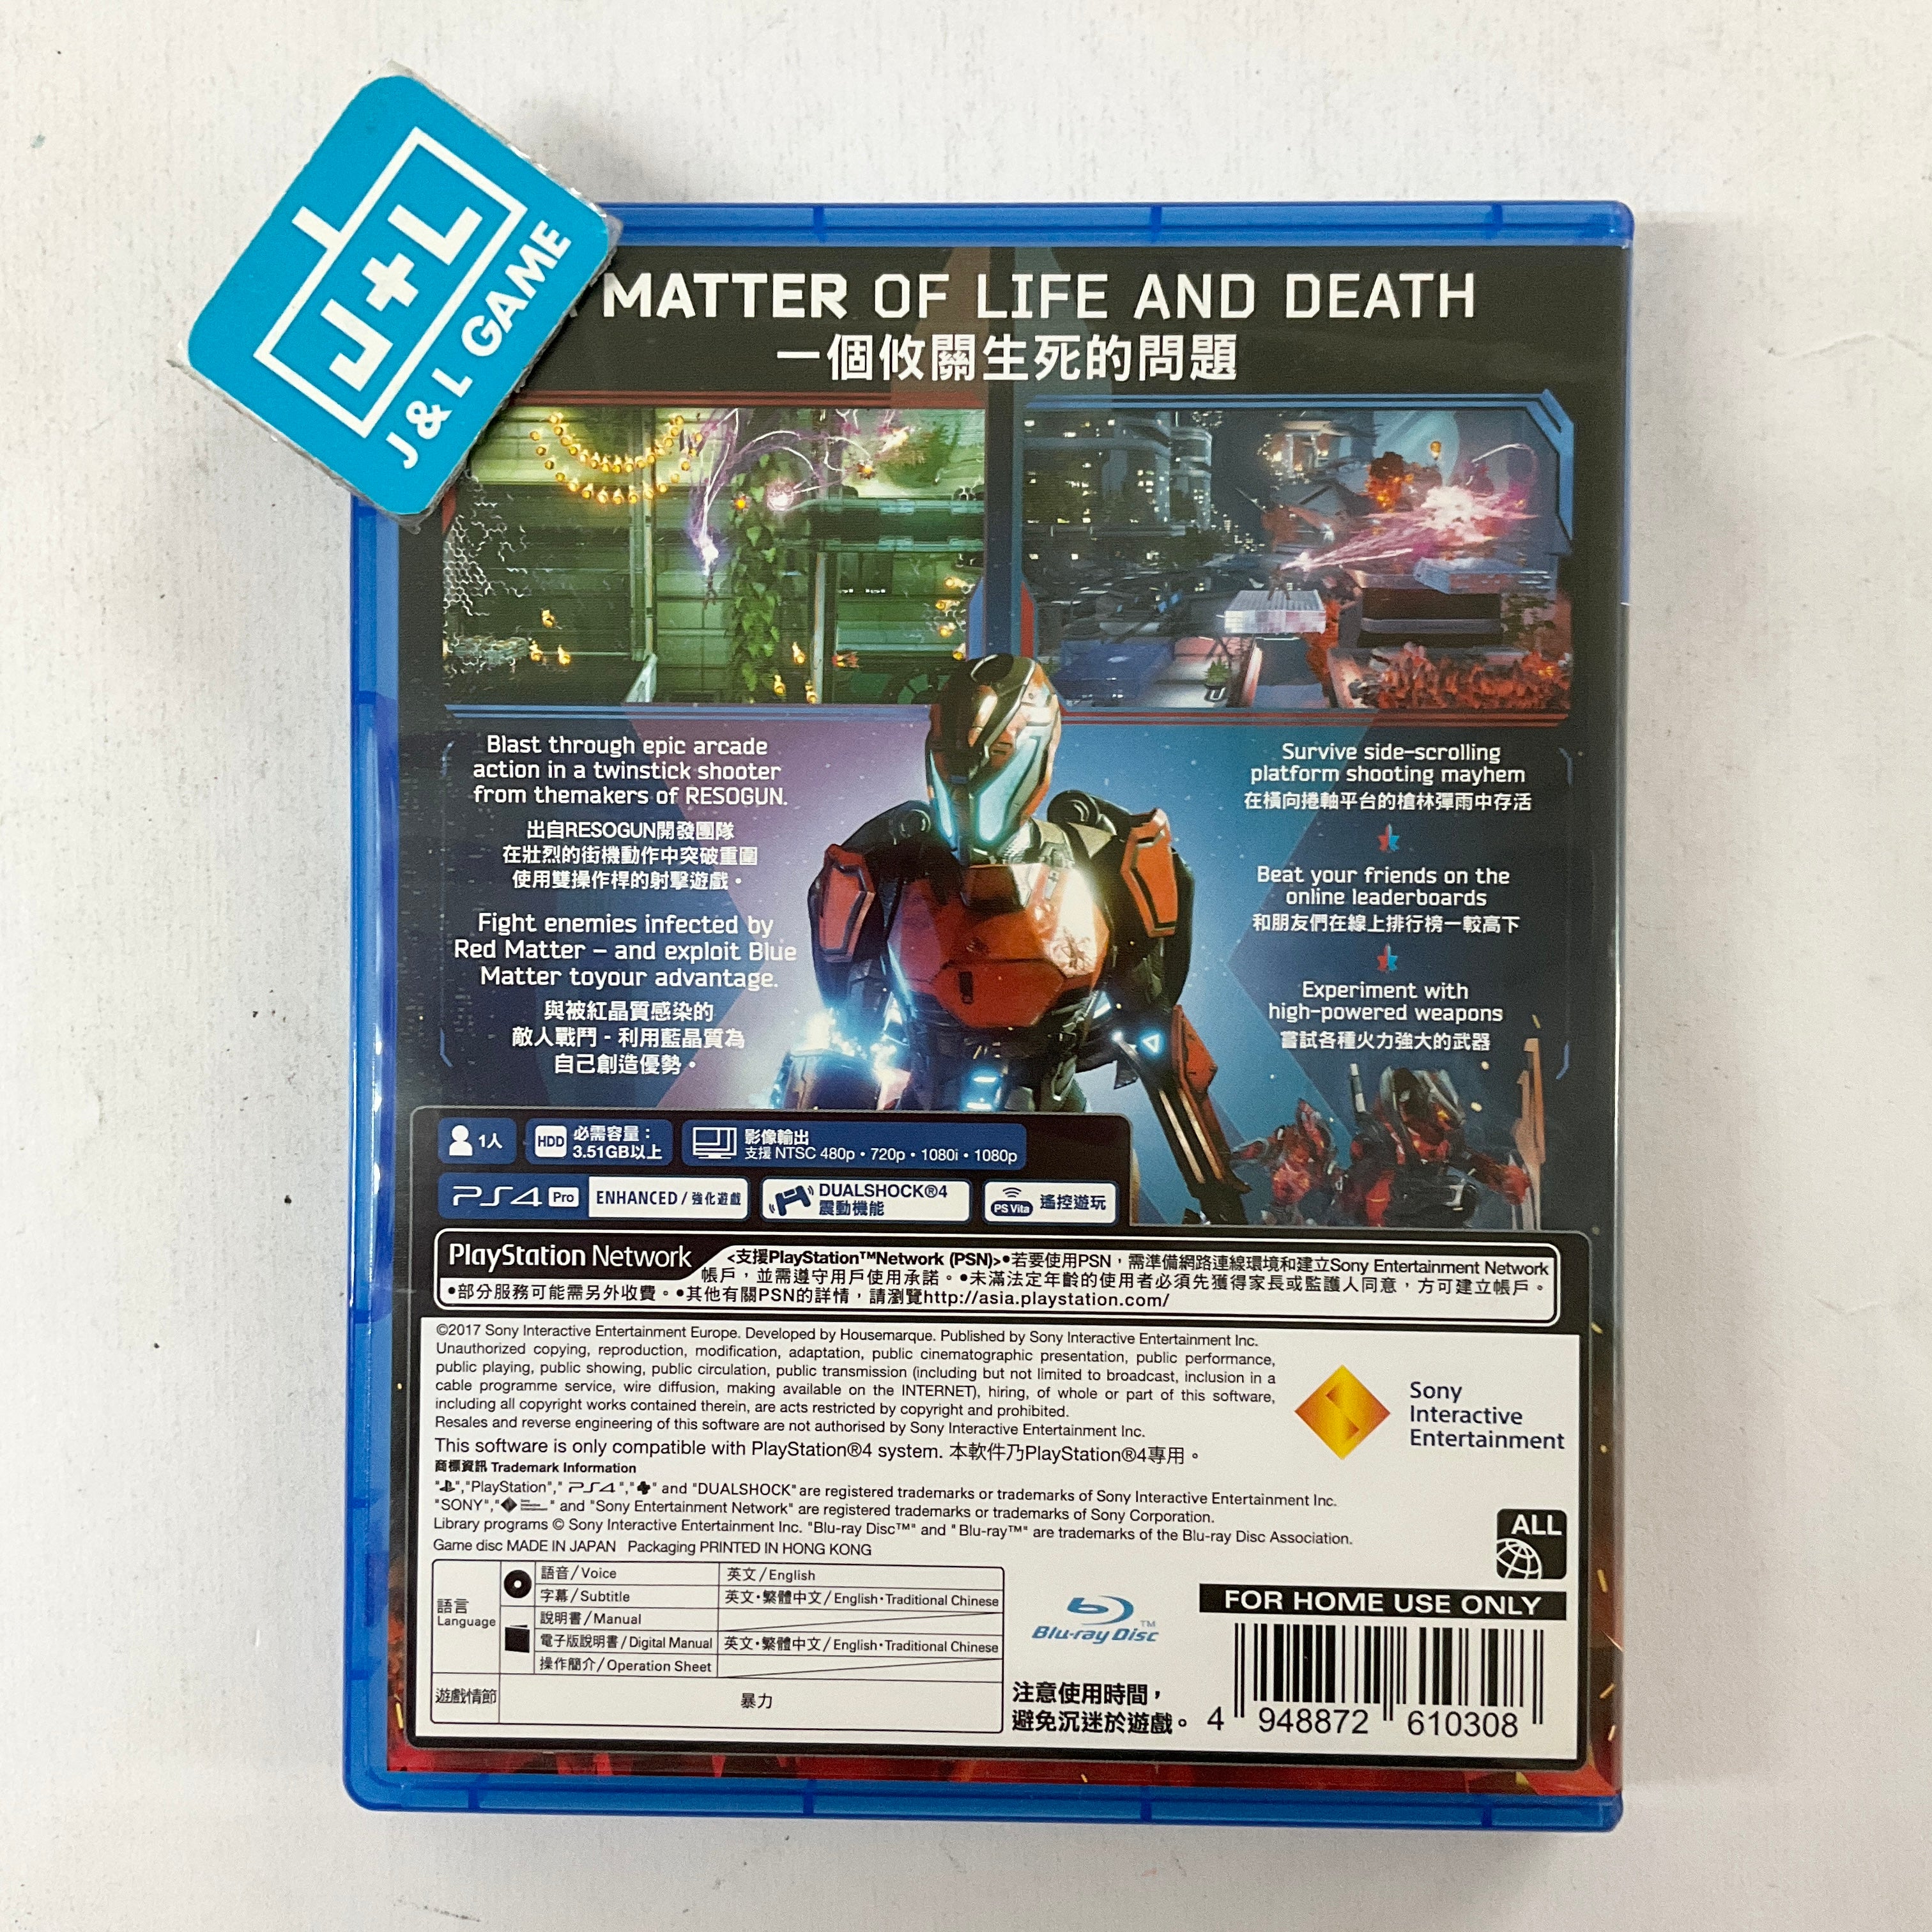 J+L
J & L GAME
MATTER OF LIFE AND DEATH
一個攸關生死的問題
Blast through epic arcade
action in a twinstick shooter
from themakers of RESOGUN.
出自RESOGUN開發團隊
在壯烈的街機動作中突破重圍
使用雙操作桿的射擊遊戲。
Fight enemies infected by
Red Matter – and exploit Blue
Matter toyour advantage.
與被紅晶質感染的
敵人戰鬥 - 利用藍晶質為
自己創造優勢。
Survive side-scrolling
platform shooting mayhem
在橫向捲軸平台的槍林彈雨中存活
Beat your friends on the
online leaderboards
和朋友們在線上排行榜一較高下
Experiment with
high-powered weapons
嘗試各種火力強大的武器
1人
HDD 必需容量：
3.51GB以上
影像輸出
支援 NTSC 480p・720p・1080i・1080p
PS4 Pro ENHANCED / 強化遊戲
DUALSHOCK®4
震動機能
PS Vita 遙控遊玩
PlayStation Network <支援PlayStation™Network (PSN)>●若要使用PSN，需準備網路連線環境和建立Sony Entertainment Network
帳戶，並需遵守用戶使用承諾。●未滿法定年齡的使用者必須先獲得家長或監護人同意，方可建立帳戶。
●部分服務可能需另外收費。●其他有關PSN的詳情，請瀏覽http://asia.playstation.com/
©2017 Sony Interactive Entertainment Europe. Developed by Housemarque. Published by Sony Interactive Entertainment Inc.
Unauthorized copying, reproduction, modification, adaptation, public cinematographic presentation, public performance,
public playing, public showing, public circulation, public transmission (including but not limited to broadcast, inclusion in a
cable programme service, wire diffusion, making available on the INTERNET), hiring, of whole or part of this software,
including all copyright works contained therein, are acts restricted by copyright and prohibited.
Resales and reverse engineering of this software are not authorised by Sony Interactive Entertainment Inc.
This software is only compatible with PlayStation®4 system. 本軟件乃PlayStation®4專用。
商標資訊 Trademark Information
"","PlayStation","PS4","" and "DUALSHOCK" are registered trademarks or trademarks of Sony Interactive Entertainment Inc.
"SONY","" and "Sony Entertainment Network" are registered trademarks or trademarks of Sony Corporation.
Library programs © Sony Interactive Entertainment Inc. "Blu-ray Disc™" and "Blu-ray™" are trademarks of the Blu-ray Disc Association.
Game disc MADE IN JAPAN Packaging PRINTED IN HONG KONG
Sony
Interactive
Entertainment
ALL
語言
Language
語音/Voice 英文/English
字幕/Subtitle 英文・繁體中文/English・Traditional Chinese
說明書/Manual
電子版說明書/Digital Manual 英文・繁體中文/English・Traditional Chinese
操作簡介/Operation Sheet
遊戲情節 暴力
Blu-ray Disc™
注意使用時間，
避免沉迷於遊戲。
FOR HOME USE ONLY
4 948872 610308